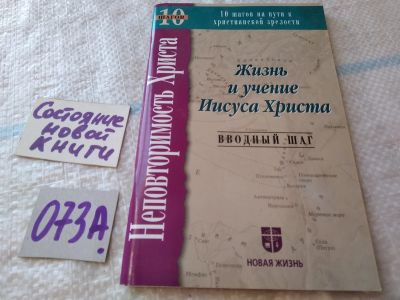 10
ШАГОВ
10 шагов на пути к
христианской зрелости
Неповторимость Христа
Жизнь
и учение
Иисуса Христа
ВВОДНЫЙ ШАГ
НОВАЯ ЖИЗНЬ
Состояние
новой
книги
073А.